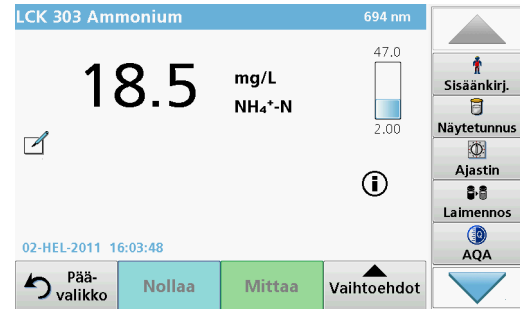 LCK 303 Ammonium 694 nm
47.0
18.5 mg/L
NH₄⁺-N
2.00
02-HEL-2011 16:03:48
Pää-
valikko
Nollaa
Mittaa
Vaihtoehdot
Sisäänkirj.
Näytetunnus
Ajastin
Laimennos
AQA